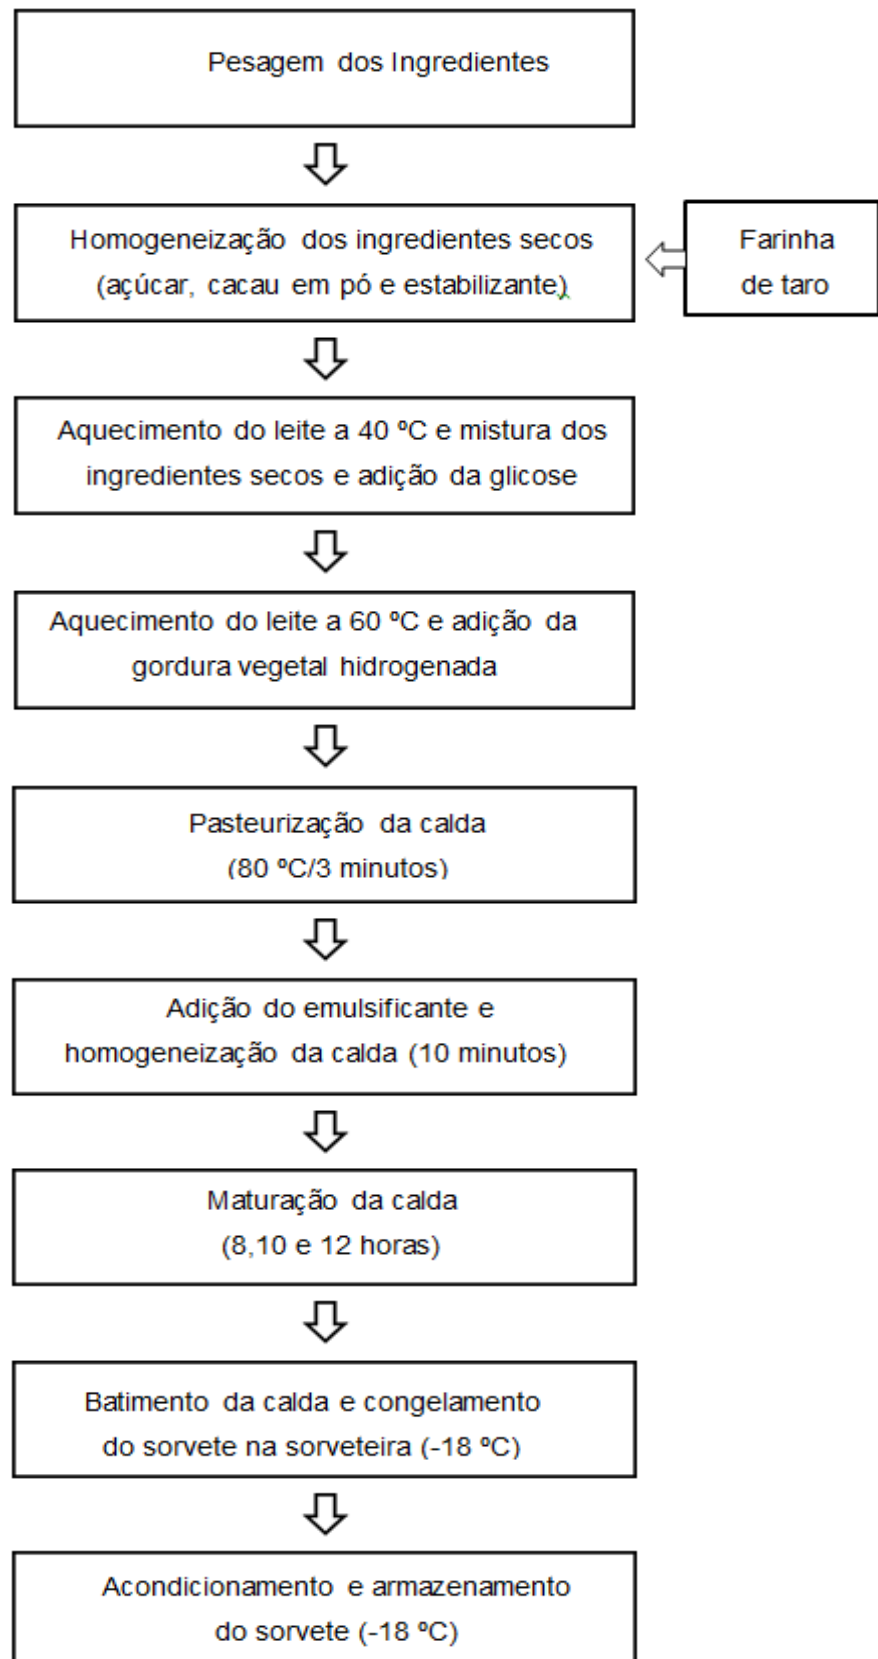 Pesagem dos Ingredientes
Homogeneização dos ingredientes secos
(açúcar, cacau em pó e estabilizante)
Farinha
de taro
Aquecimento do leite a 40 ºC e mistura dos
ingredientes secos e adição da glicose
Aquecimento do leite a 60 ºC e adição da
gordura vegetal hidrogenada
Pasteurização da calda
(80 ºC/3 minutos)
Adição do emulsificante e
homogeneização da calda (10 minutos)
Maturação da calda
(8,10 e 12 horas)
Batimento da calda e congelamento
do sorvete na sorveteira (-18 ºC)
Acondicionamento e armazenamento
do sorvete (-18 ºC)